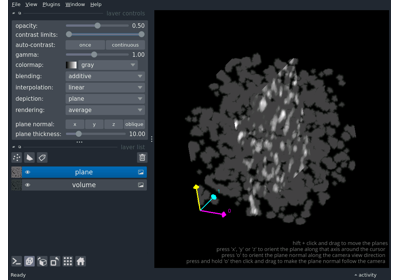 File View Plugins Window Help
layer controls
opacity: 0.50
contrast limits:
auto-contrast: once continuous
gamma: 1.00
colormap: gray
blending: additive
interpolation: linear
depiction: plane
rendering: average
plane normal: x y z oblique
plane thickness: 10.00
layer list
plane
volume
hift + click and drag to move the planes
press 'x', 'y' or 'z' to orient the plane along that axis around the cursor
press 'o' to orient the plane normal along the camera view direction
press and hold 'o' then click and drag to make the plane normal follow the camera
Ready activity